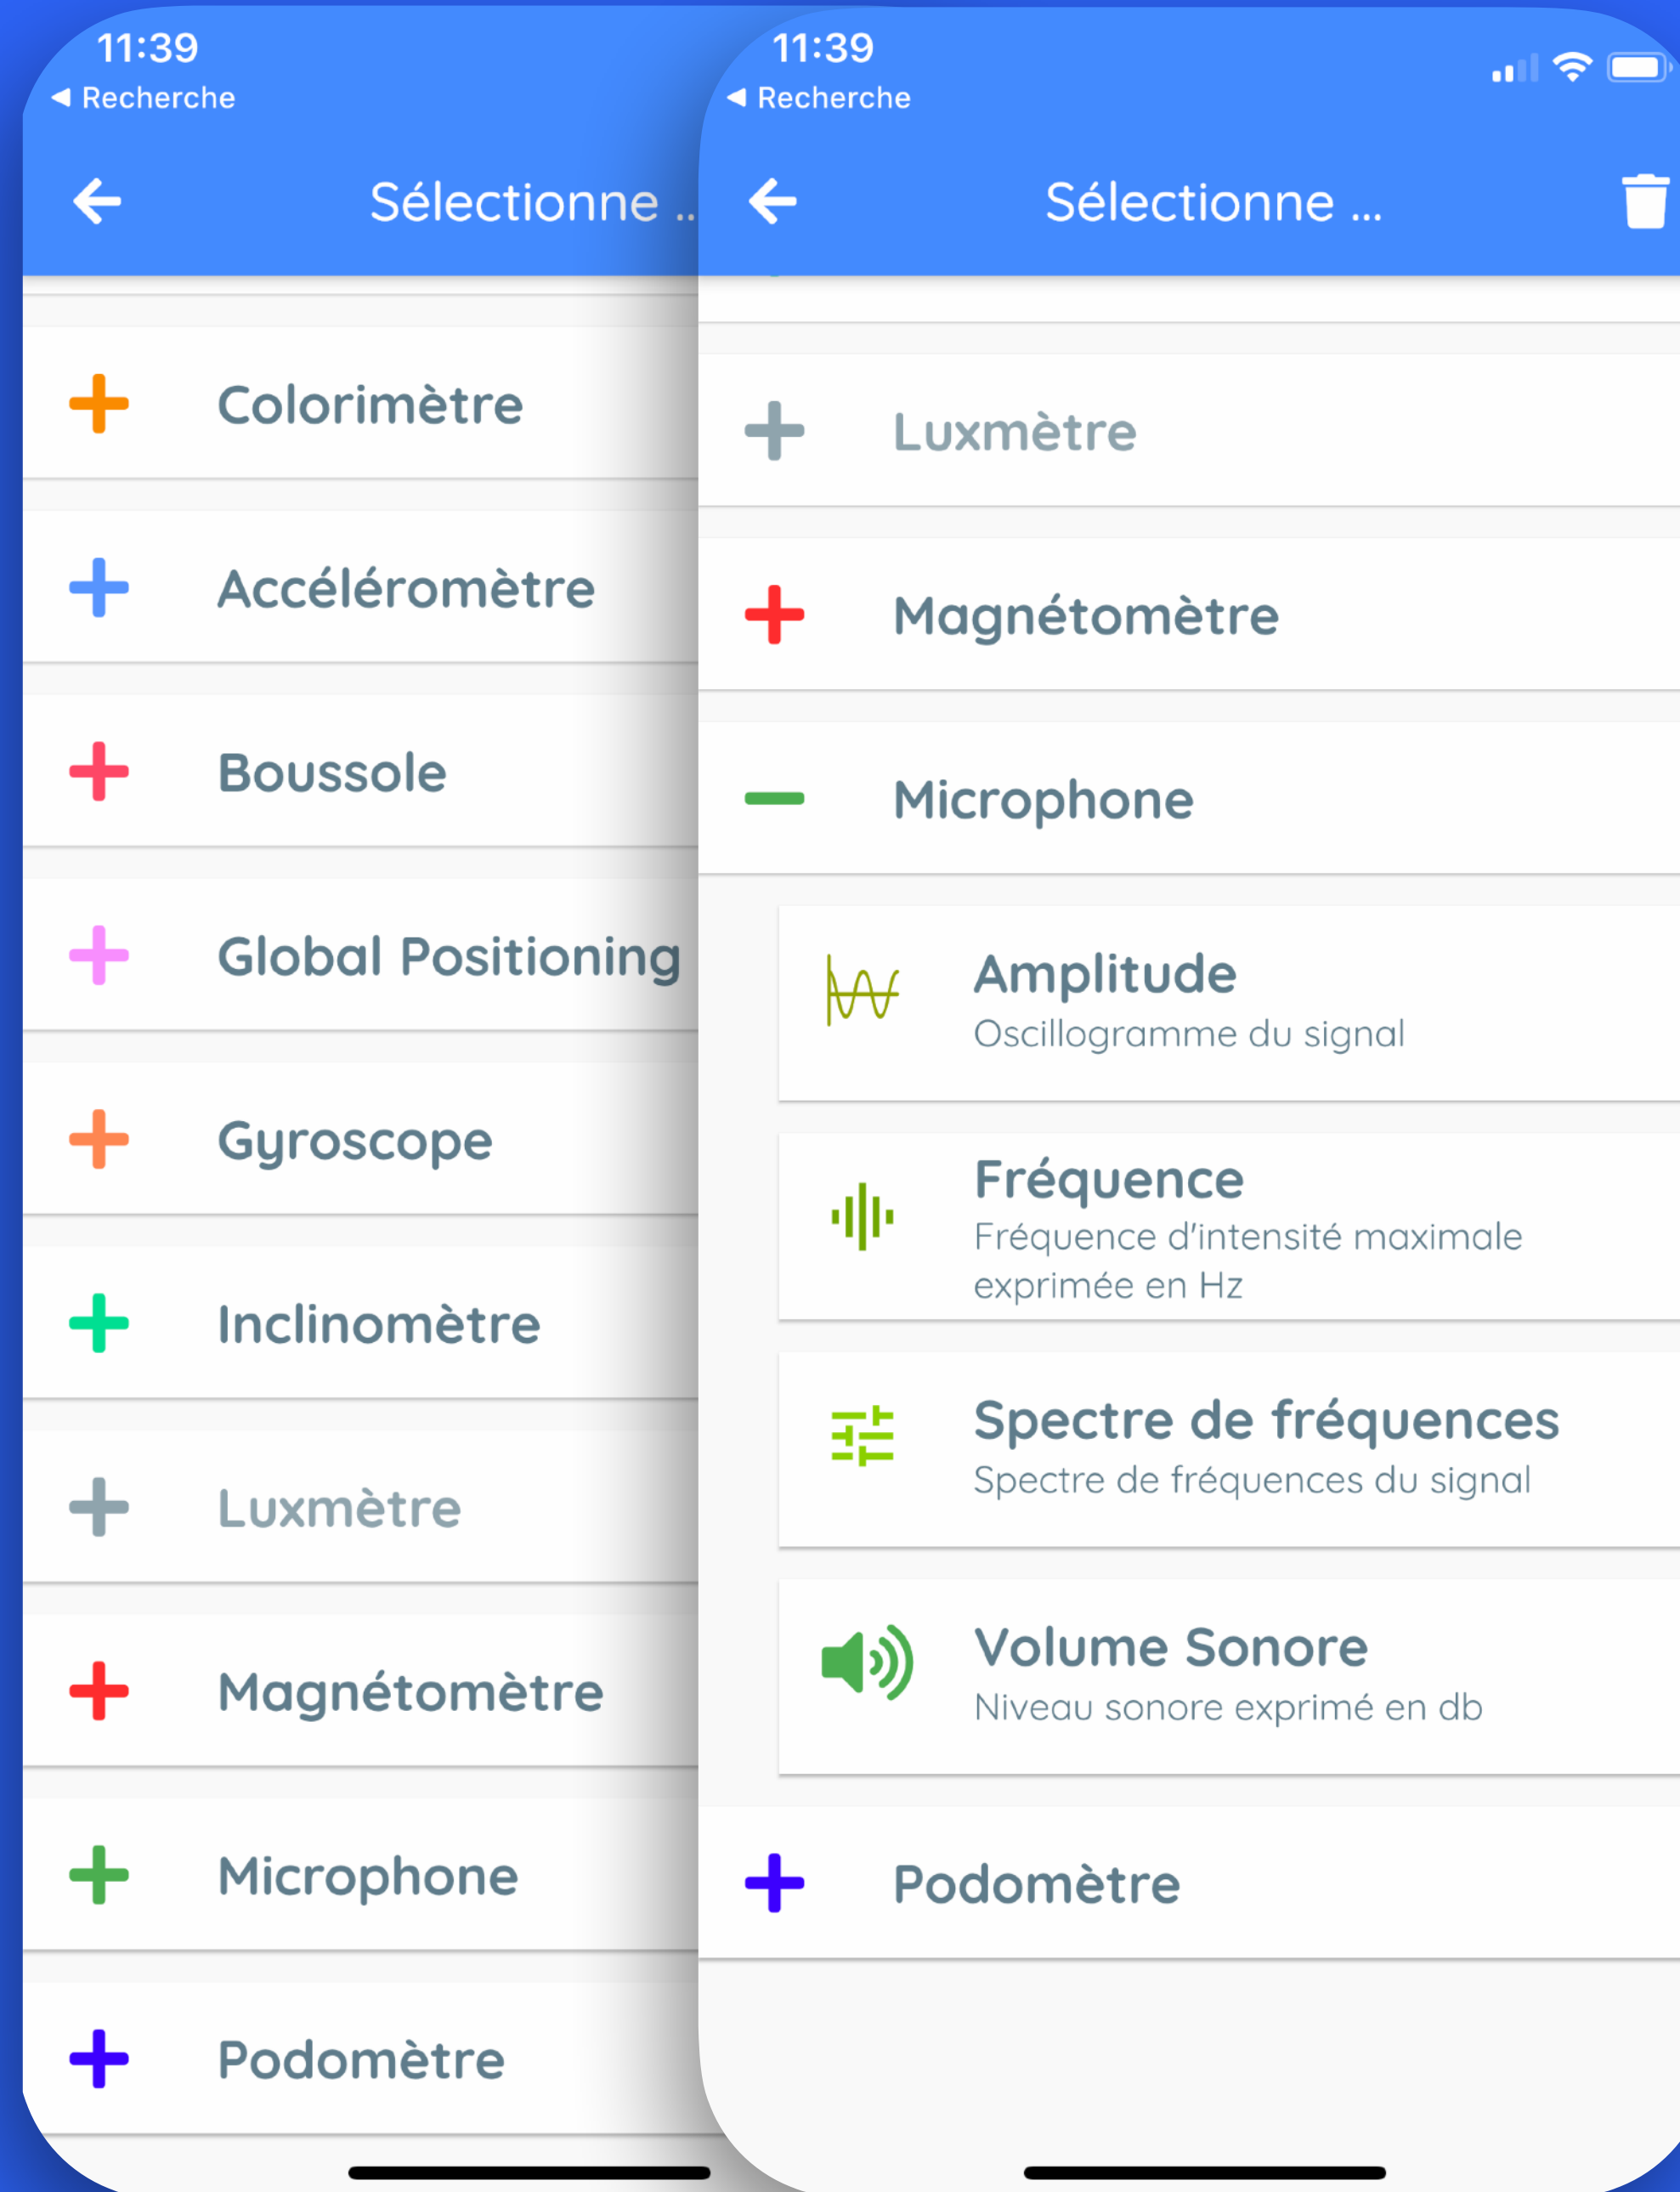 11:39
◀ Recherche
Sélectionne ..
Colorimètre
Accéléromètre
Boussole
Global Positioning
Gyroscope
Inclinomètre
Luxmètre
Magnétomètre
Microphone
Podomètre
11:39
◀ Recherche
Sélectionne ...
Luxmètre
Magnétomètre
Microphone
Amplitude
Oscillogramme du signal
Fréquence
Fréquence d'intensité maximale
exprimée en Hz
Spectre de fréquences
Spectre de fréquences du signal
Volume Sonore
Niveau sonore exprimé en db
Podomètre